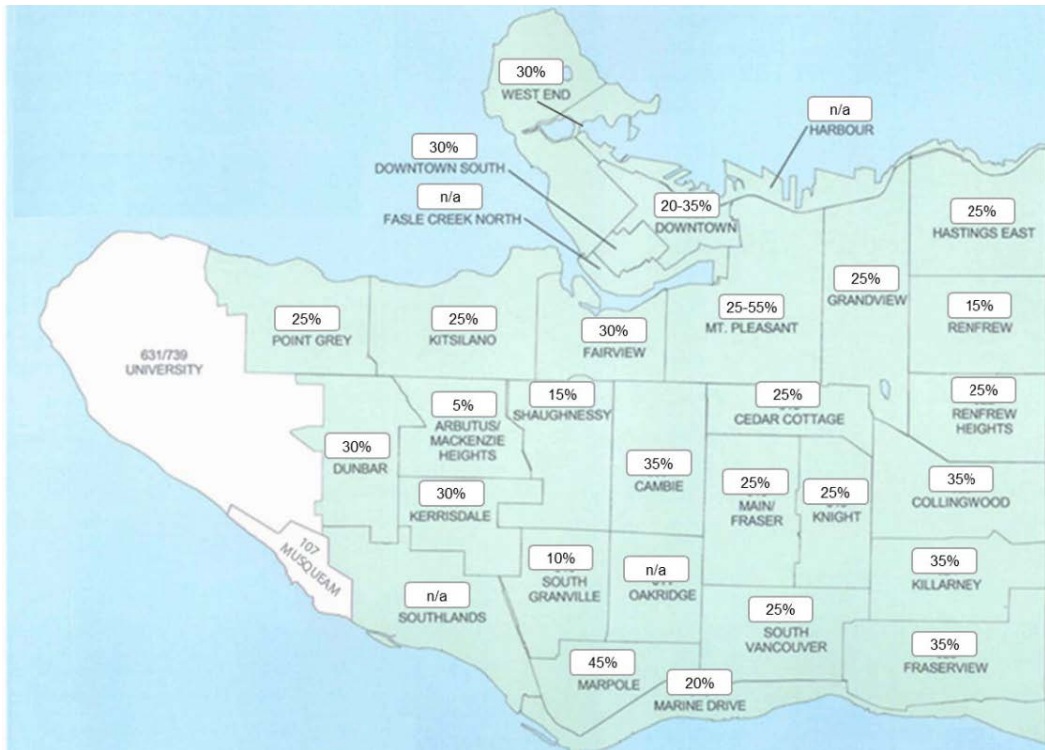 30%
WEST END
n/a
HARBOUR
30%
DOWNTOWN SOUTH
n/a
FASLE CREEK NORTH
20-35%
DOWNTOWN
25%
HASTINGS EAST
25%
GRANDVIEW
25%
POINT GREY
25%
KITSILANO
30%
FAIRVIEW
25-55%
MT. PLEASANT
15%
RENFREW
631/739
UNIVERSITY
5%
ARBUTUS/
MACKENZIE
HEIGHTS
15%
SHAUGHNESSY
25%
CEDAR COTTAGE
25%
RENFREW
HEIGHTS
30%
DUNBAR
35%
CAMBIE
30%
KERRISDALE
25%
MAIN/
FRASER
25%
KNIGHT
35%
COLLINGWOOD
107
MUSQUEAM
10%
SOUTH
GRANVILLE
n/a
OAKRIDGE
35%
KILLARNEY
n/a
SOUTHLANDS
25%
SOUTH
VANCOUVER
35%
FRASERVIEW
45%
MARPOLE
20%
MARINE DRIVE